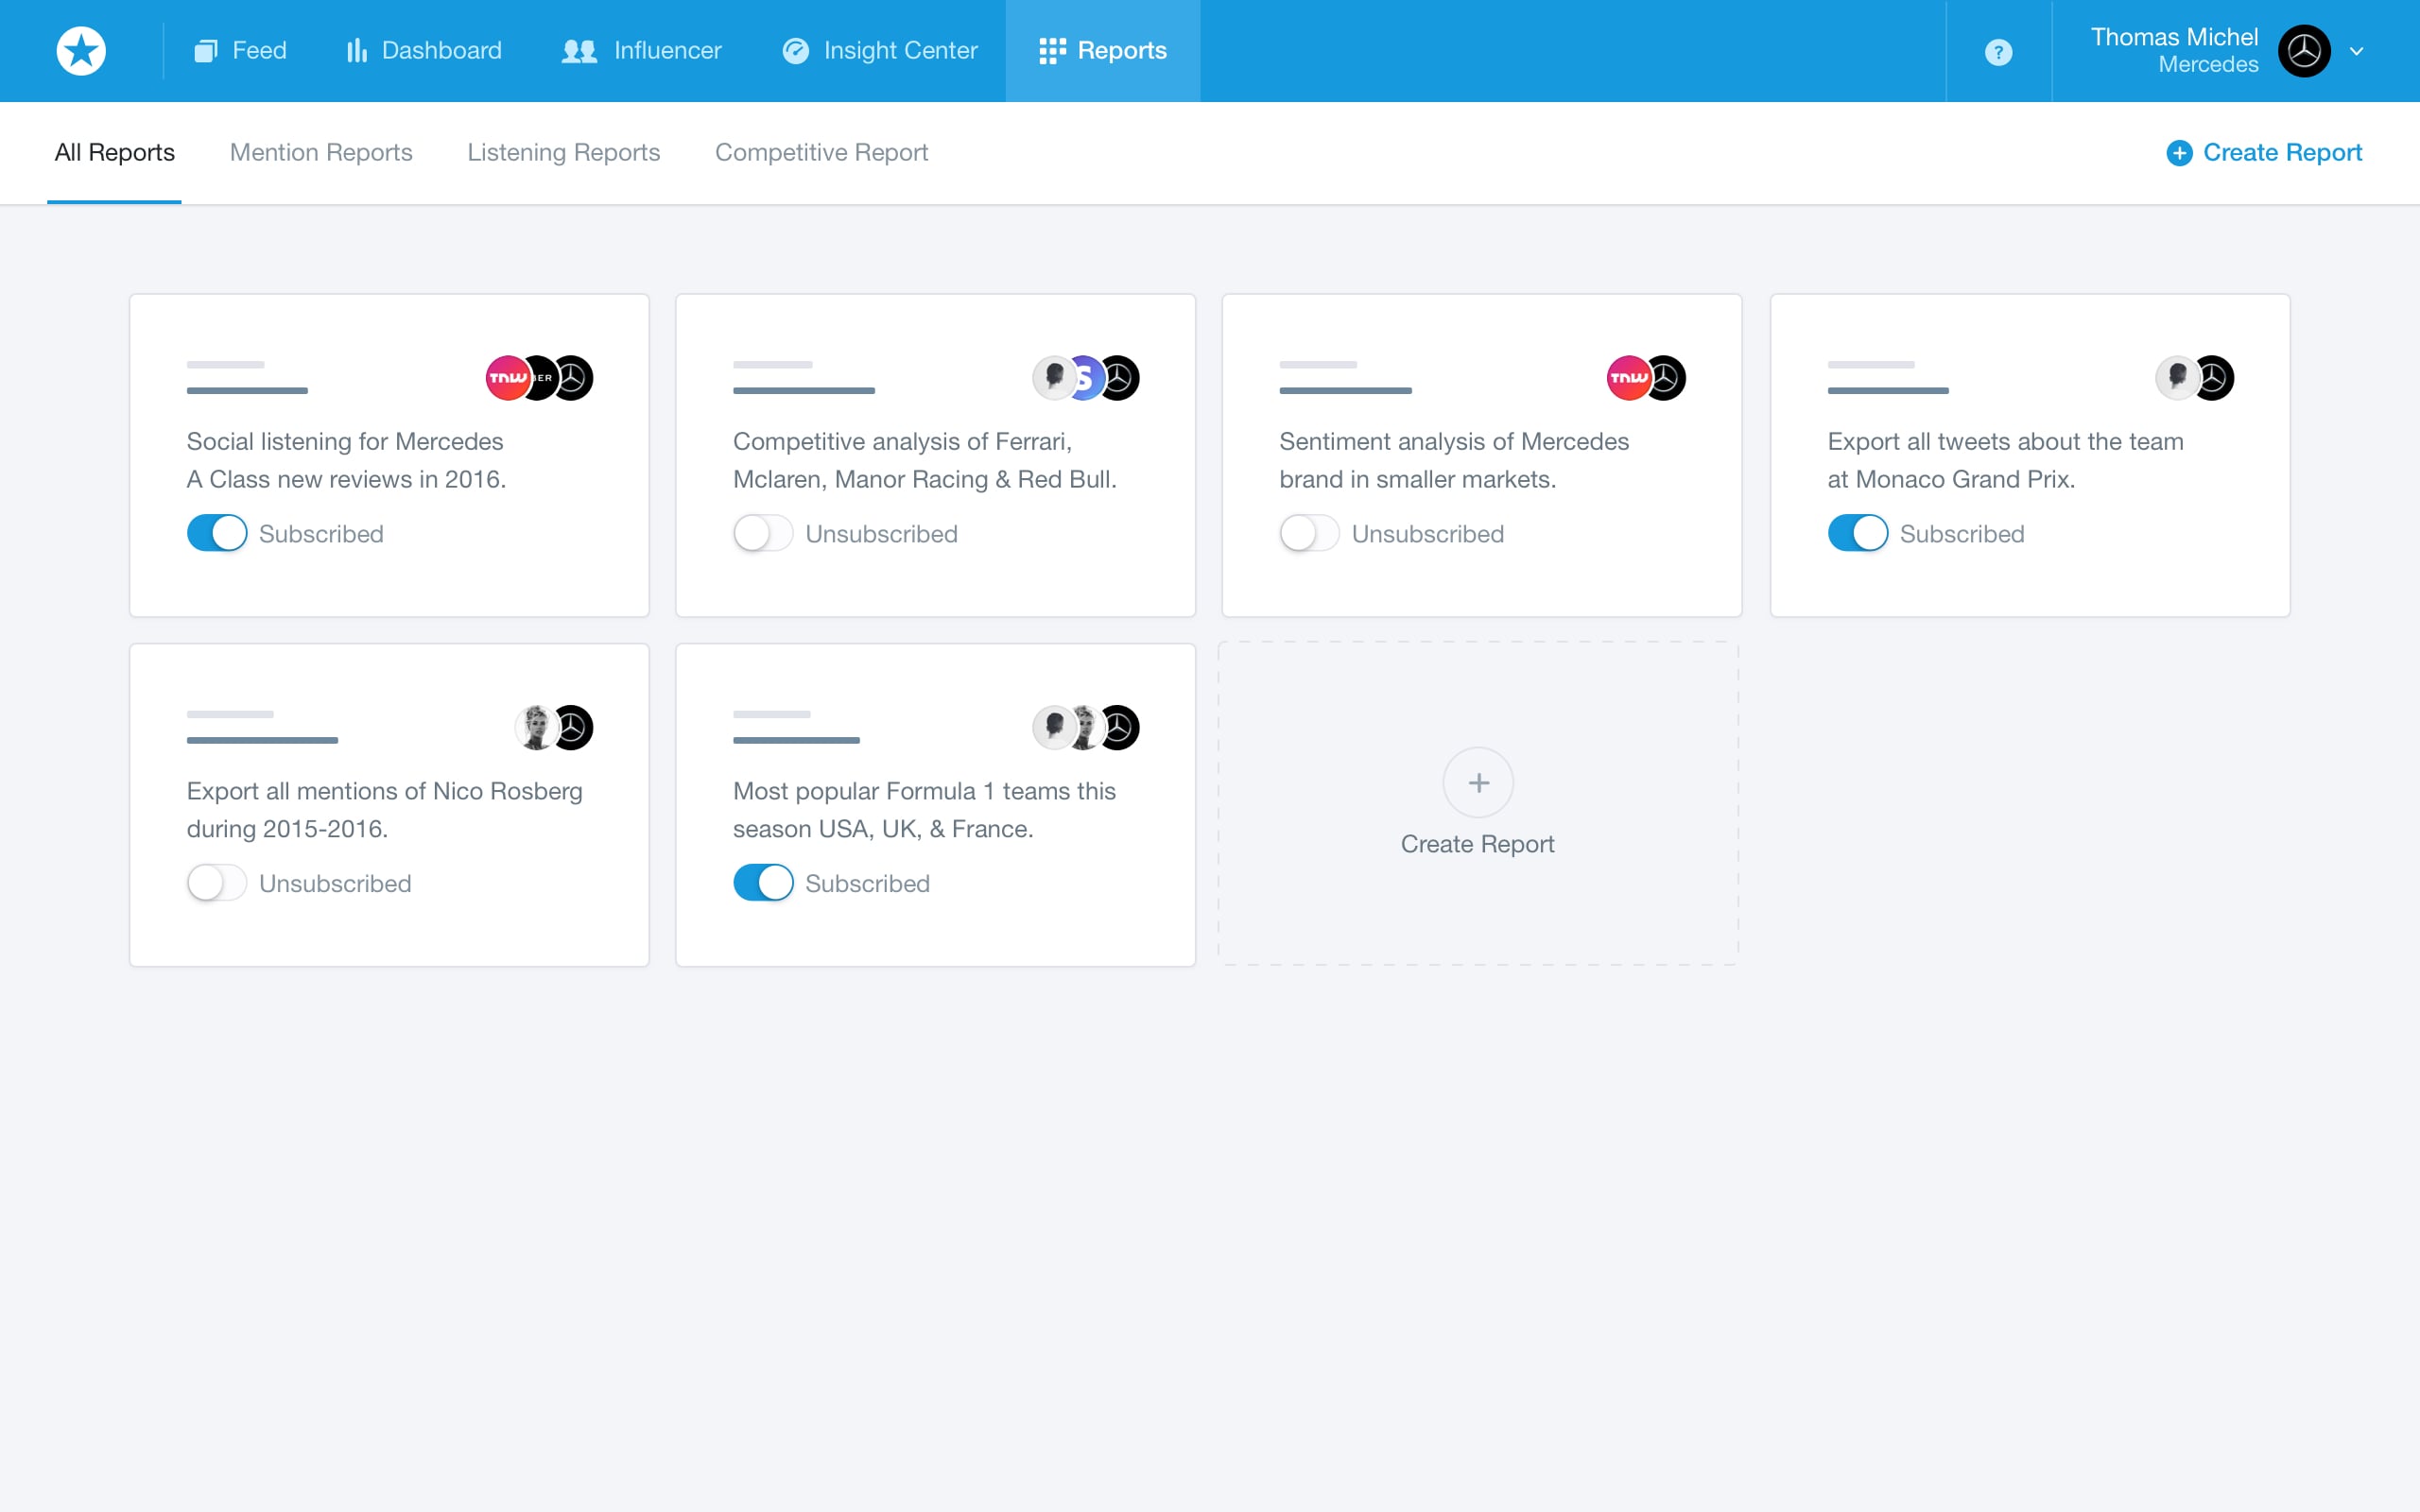 Feed
Dashboard
Influencer
Insight Center
Reports
?
Thomas Michel
Mercedes
All Reports
Mention Reports
Listening Reports
Competitive Report
Create Report
TNW
BER
Social listening for Mercedes
A Class new reviews in 2016.
Subscribed
S
Competitive analysis of Ferrari,
Mclaren, Manor Racing & Red Bull.
Unsubscribed
TNW
Sentiment analysis of Mercedes
brand in smaller markets.
Unsubscribed
Export all tweets about the team
at Monaco Grand Prix.
Subscribed
Export all mentions of Nico Rosberg
during 2015-2016.
Unsubscribed
Most popular Formula 1 teams this
season USA, UK, & France.
Subscribed
Create Report